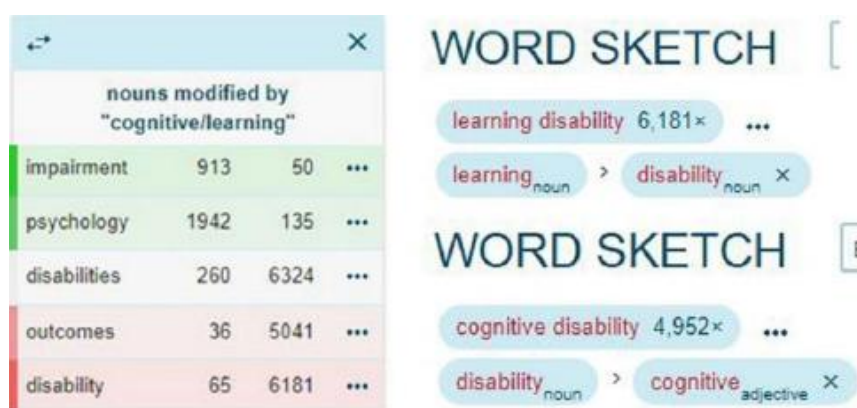 nouns modified by
"cognitive/learning"
impairment 913 50
psychology 1942 135
disabilities 260 6324
outcomes 36 5041
disability 65 6181
WORD SKETCH
learning disability 6,181×
learning noun > disability noun ×
WORD SKETCH
cognitive disability 4,952×
disability noun > cognitive adjective ×